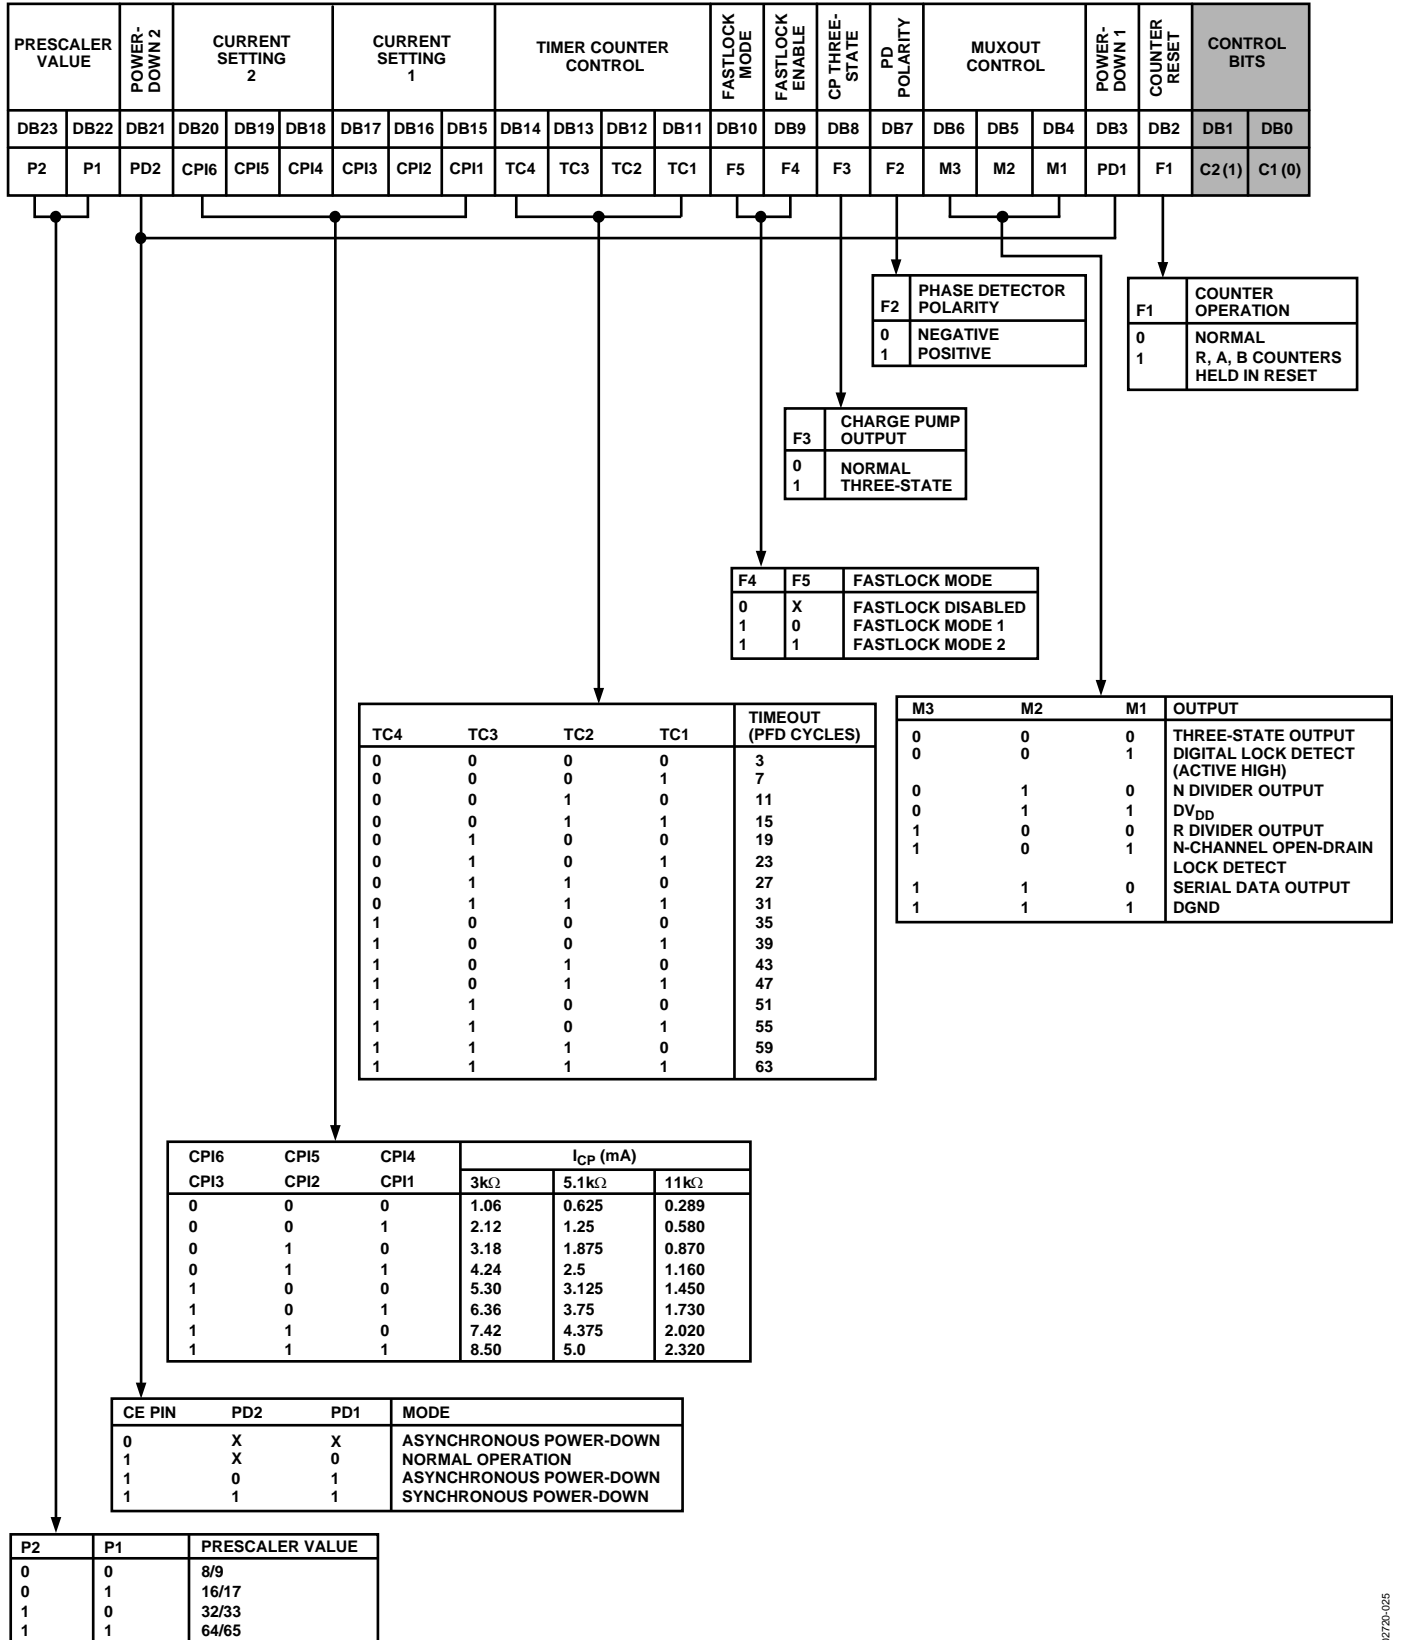 PRESCALER VALUE
POWER-DOWN 2
CURRENT SETTING 2
CURRENT SETTING 1
TIMER COUNTER CONTROL
FASTLOCK MODE
FASTLOCK ENABLE
CP THREE-STATE
PD POLARITY
MUXOUT CONTROL
POWER-DOWN 1
COUNTER RESET
CONTROL BITS
DB23 DB22 DB21 DB20 DB19 DB18 DB17 DB16 DB15 DB14 DB13 DB12 DB11 DB10 DB9 DB8 DB7 DB6 DB5 DB4 DB3 DB2 DB1 DB0
P2 P1 PD2 CPI6 CPI5 CPI4 CPI3 CPI2 CPI1 TC4 TC3 TC2 TC1 F5 F4 F3 F2 M3 M2 M1 PD1 F1 C2 (1) C1 (0)
F2 PHASE DETECTOR POLARITY
0 NEGATIVE
1 POSITIVE
F1 COUNTER OPERATION
0 NORMAL
1 R, A, B COUNTERS
HELD IN RESET
F3 CHARGE PUMP OUTPUT
0 NORMAL
1 THREE-STATE
F4 F5 FASTLOCK MODE
0 X FASTLOCK DISABLED
1 0 FASTLOCK MODE 1
1 1 FASTLOCK MODE 2
M3 M2 M1 OUTPUT
0 0 0 THREE-STATE OUTPUT
0 0 1 DIGITAL LOCK DETECT
(ACTIVE HIGH)
0 1 0 N DIVIDER OUTPUT
0 1 1 DVDD
1 0 0 R DIVIDER OUTPUT
1 0 1 N-CHANNEL OPEN-DRAIN
LOCK DETECT
1 1 0 SERIAL DATA OUTPUT
1 1 1 DGND
TC4 TC3 TC2 TC1 TIMEOUT (PFD CYCLES)
0 0 0 0 3
0 0 0 1 7
0 0 1 0 11
0 0 1 1 15
0 1 0 0 19
0 1 0 1 23
0 1 1 0 27
0 1 1 1 31
1 0 0 0 35
1 0 0 1 39
1 0 1 0 43
1 0 1 1 47
1 1 0 0 51
1 1 0 1 55
1 1 1 0 59
1 1 1 1 63
CPI6 CPI5 CPI4 ICP (mA)
CPI3 CPI2 CPI1 3kΩ 5.1kΩ 11kΩ
0 0 0 1.06 0.625 0.289
0 0 1 2.12 1.25 0.580
0 1 0 3.18 1.875 0.870
0 1 1 4.24 2.5 1.160
1 0 0 5.30 3.125 1.450
1 0 1 6.36 3.75 1.730
1 1 0 7.42 4.375 2.020
1 1 1 8.50 5.0 2.320
CE PIN PD2 PD1 MODE
0 X X ASYNCHRONOUS POWER-DOWN
1 X 0 NORMAL OPERATION
1 0 1 ASYNCHRONOUS POWER-DOWN
1 1 1 SYNCHRONOUS POWER-DOWN
P2 P1 PRESCALER VALUE
0 0 8/9
0 1 16/17
1 0 32/33
1 1 64/65
02720-025